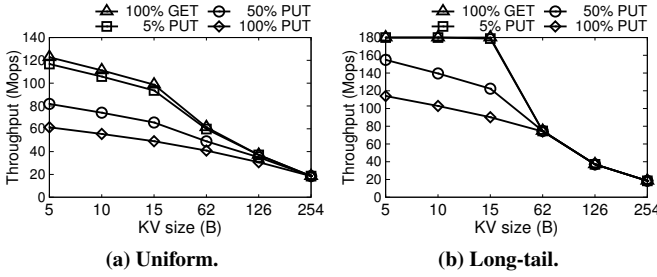 100% GET 50% PUT
5% PUT 100% PUT
Throughput (Mops)
140
120
100
80
60
40
20
0
5 10 15 62 126 254
KV size (B)
(a) Uniform.
100% GET 50% PUT
5% PUT 100% PUT
Throughput (Mops)
180
160
140
120
100
80
60
40
20
0
5 10 15 62 126 254
KV size (B)
(b) Long-tail.